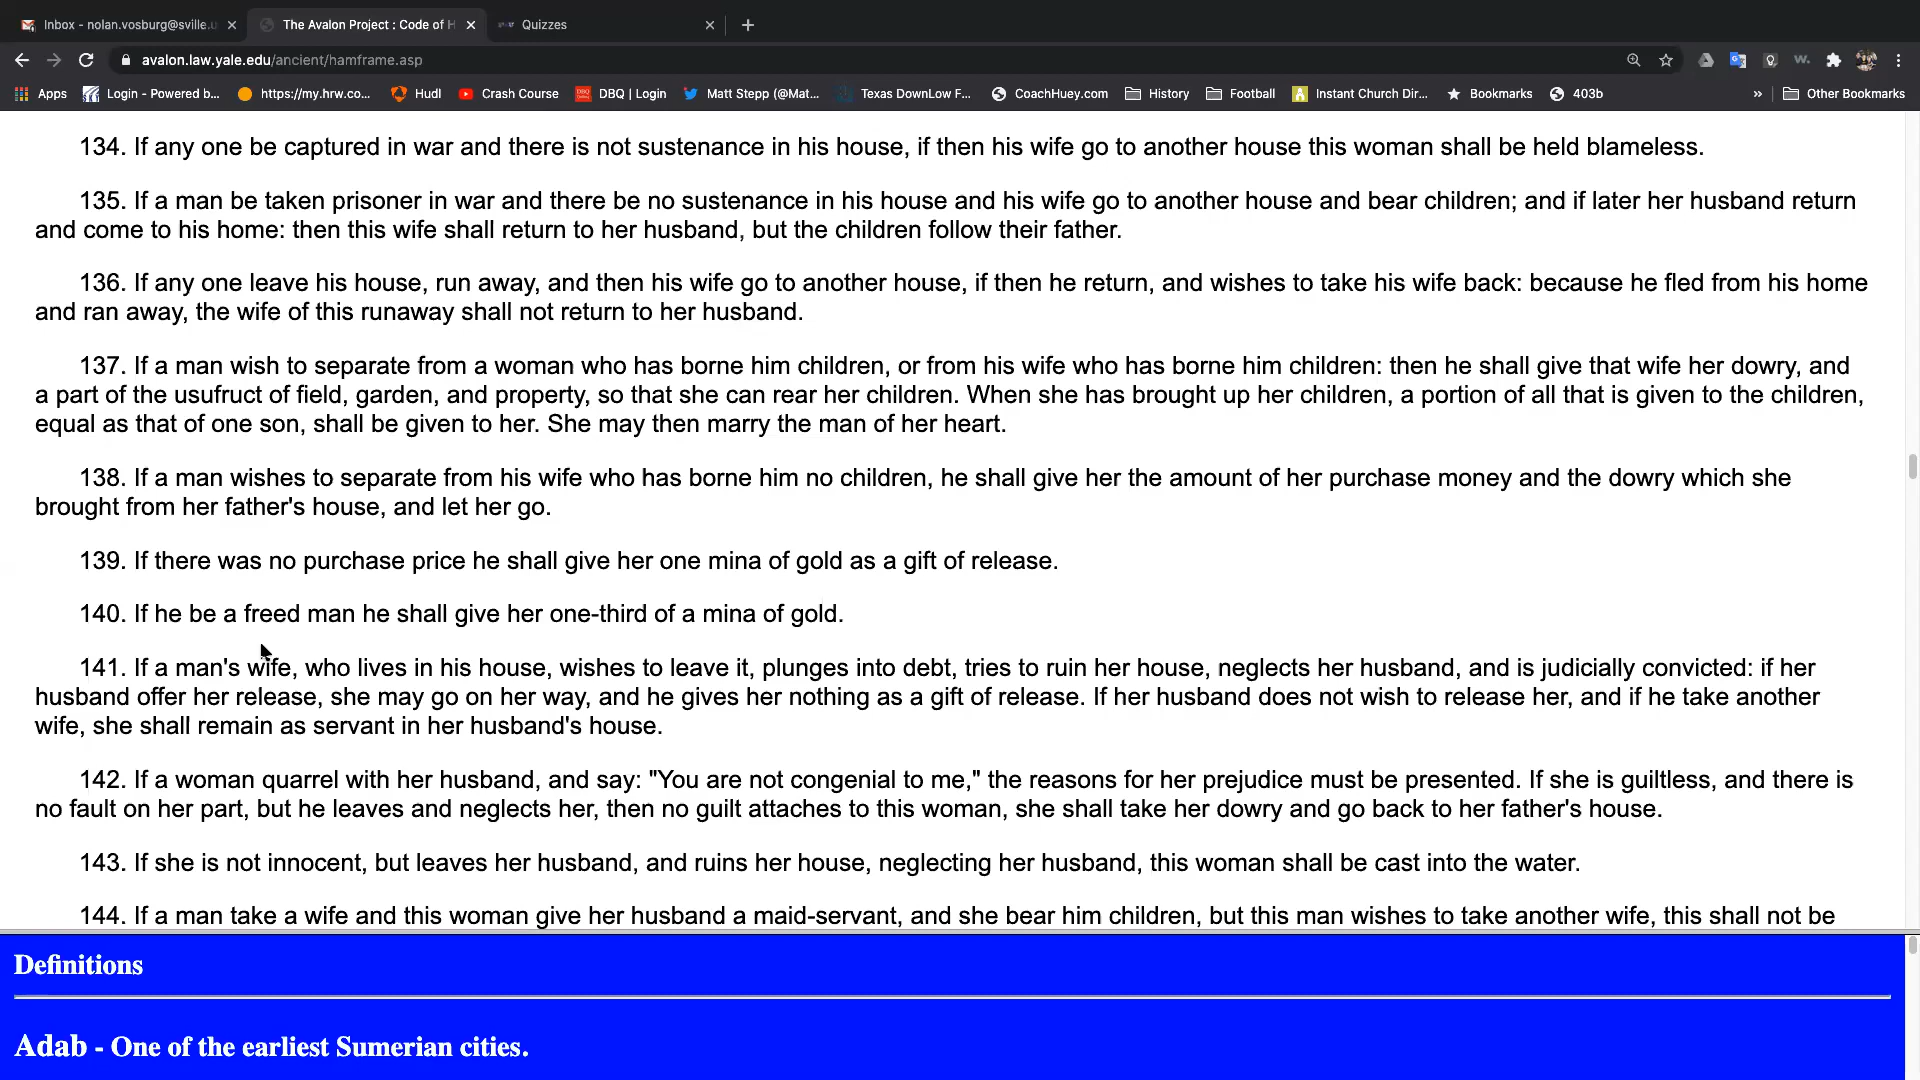 Inbox - nolan.vosburg@sville.u
The Avalon Project : Code of H
Quizzes
avalon.law.yale.edu/ancient/hamframe.asp
Apps
Login - Powered b...
https://my.hrw.co...
Hudl
Crash Course
DBQ | Login
Matt Stepp (@Mat...
Texas DownLow F...
CoachHuey.com
History
Football
Instant Church Dir...
Bookmarks
403b
»
Other Bookmarks
134. If any one be captured in war and there is not sustenance in his house, if then his wife go to another house this woman shall be held blameless.
135. If a man be taken prisoner in war and there be no sustenance in his house and his wife go to another house and bear children; and if later her husband return
and come to his home: then this wife shall return to her husband, but the children follow their father.
136. If any one leave his house, run away, and then his wife go to another house, if then he return, and wishes to take his wife back: because he fled from his home
and ran away, the wife of this runaway shall not return to her husband.
137. If a man wish to separate from a woman who has borne him children, or from his wife who has borne him children: then he shall give that wife her dowry, and
a part of the usufruct of field, garden, and property, so that she can rear her children. When she has brought up her children, a portion of all that is given to the children,
equal as that of one son, shall be given to her. She may then marry the man of her heart.
138. If a man wishes to separate from his wife who has borne him no children, he shall give her the amount of her purchase money and the dowry which she
brought from her father's house, and let her go.
139. If there was no purchase price he shall give her one mina of gold as a gift of release.
140. If he be a freed man he shall give her one-third of a mina of gold.
141. If a man's wife, who lives in his house, wishes to leave it, plunges into debt, tries to ruin her house, neglects her husband, and is judicially convicted: if her
husband offer her release, she may go on her way, and he gives her nothing as a gift of release. If her husband does not wish to release her, and if he take another
wife, she shall remain as servant in her husband's house.
142. If a woman quarrel with her husband, and say: "You are not congenial to me," the reasons for her prejudice must be presented. If she is guiltless, and there is
no fault on her part, but he leaves and neglects her, then no guilt attaches to this woman, she shall take her dowry and go back to her father's house.
143. If she is not innocent, but leaves her husband, and ruins her house, neglecting her husband, this woman shall be cast into the water.
144. If a man take a wife and this woman give her husband a maid-servant, and she bear him children, but this man wishes to take another wife, this shall not be
Definitions
Adab - One of the earliest Sumerian cities.